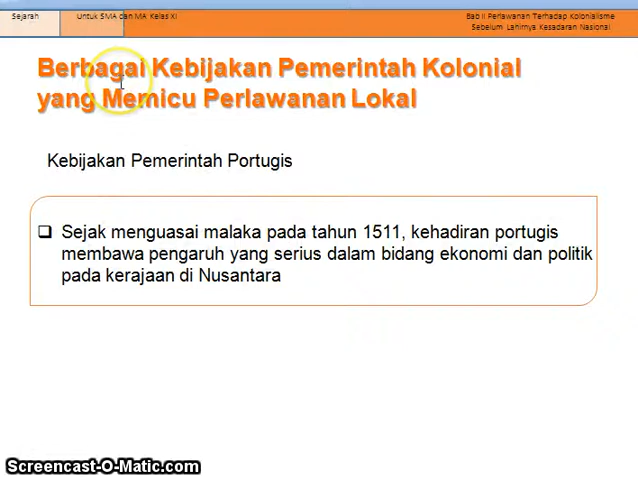 Sejarah
Untuk SMA dan MA Kelas XI
Bab II Perlawanan Terhadap Kolonialisme
Sebelum Lahirnya Kesadaran Nasional
Berbagai Kebijakan Pemerintah Kolonial
yang Memicu Perlawanan Lokal
Kebijakan Pemerintah Portugis
Sejak menguasai malaka pada tahun 1511, kehadiran portugis
membawa pengaruh yang serius dalam bidang ekonomi dan politik
pada kerajaan di Nusantara
Screencast-O-Matic.com